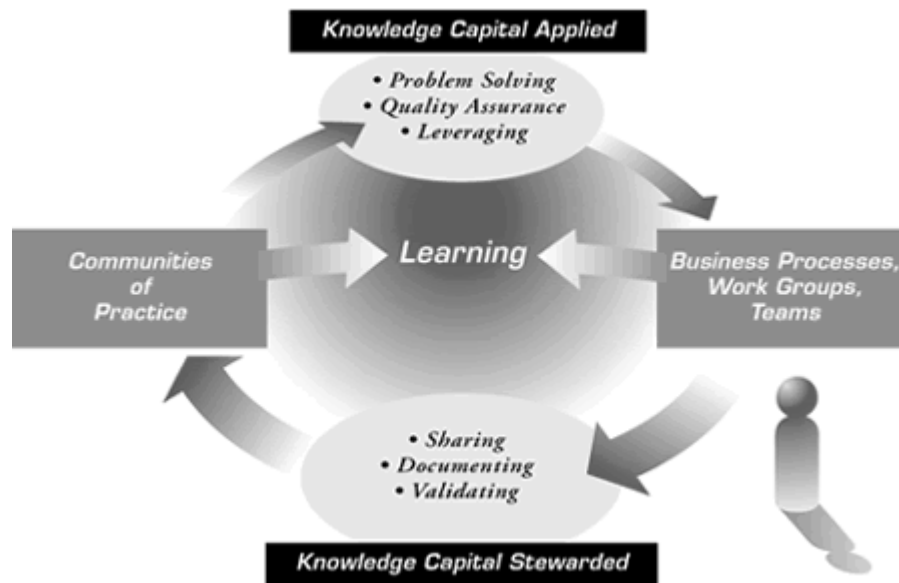 Knowledge Capital Applied
• Problem Solving
• Quality Assurance
• Leveraging
Learning
Communities
of
Practice
Business Processes,
Work Groups,
Teams
• Sharing
• Documenting
• Validating
Knowledge Capital Stewarded